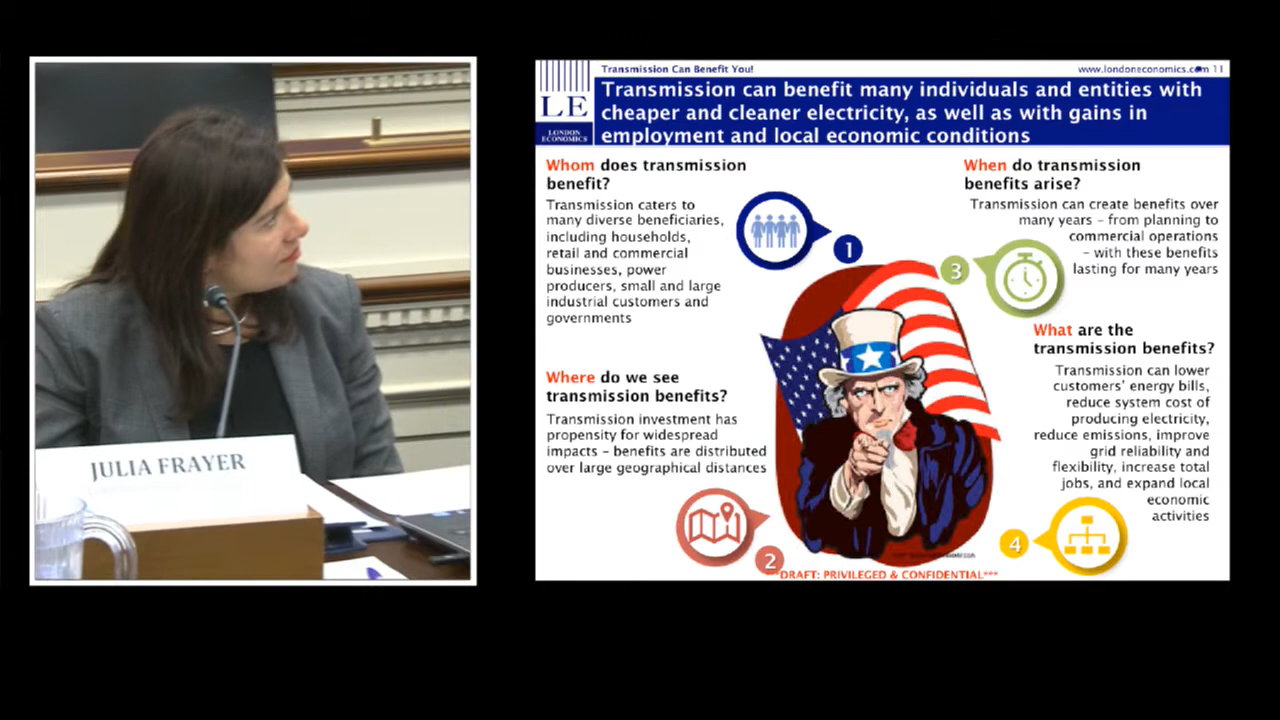 JULIA FRAYER
Transmission Can Benefit You!
www.londoneconomics.com 11
LE
LONDON
ECONOMICS
Transmission can benefit many individuals and entities with
cheaper and cleaner electricity, as well as with gains in
employment and local economic conditions
Whom does transmission
benefit?
Transmission caters to
many diverse beneficiaries,
including households,
retail and commercial
businesses, power
producers, small and large
industrial customers and
governments
1
Where do we see
transmission benefits?
Transmission investment has
propensity for widespread
impacts – benefits are distributed
over large geographical distances
2
When do transmission
benefits arise?
Transmission can create benefits over
many years – from planning to
commercial operations
– with these benefits
lasting for many years
3
What are the
transmission benefits?
Transmission can lower
customers' energy bills,
reduce system cost of
producing electricity,
reduce emissions, improve
grid reliability and
flexibility, increase total
jobs, and expand local
economic
activities
4
DRAFT: PRIVILEGED & CONFIDENTIAL***